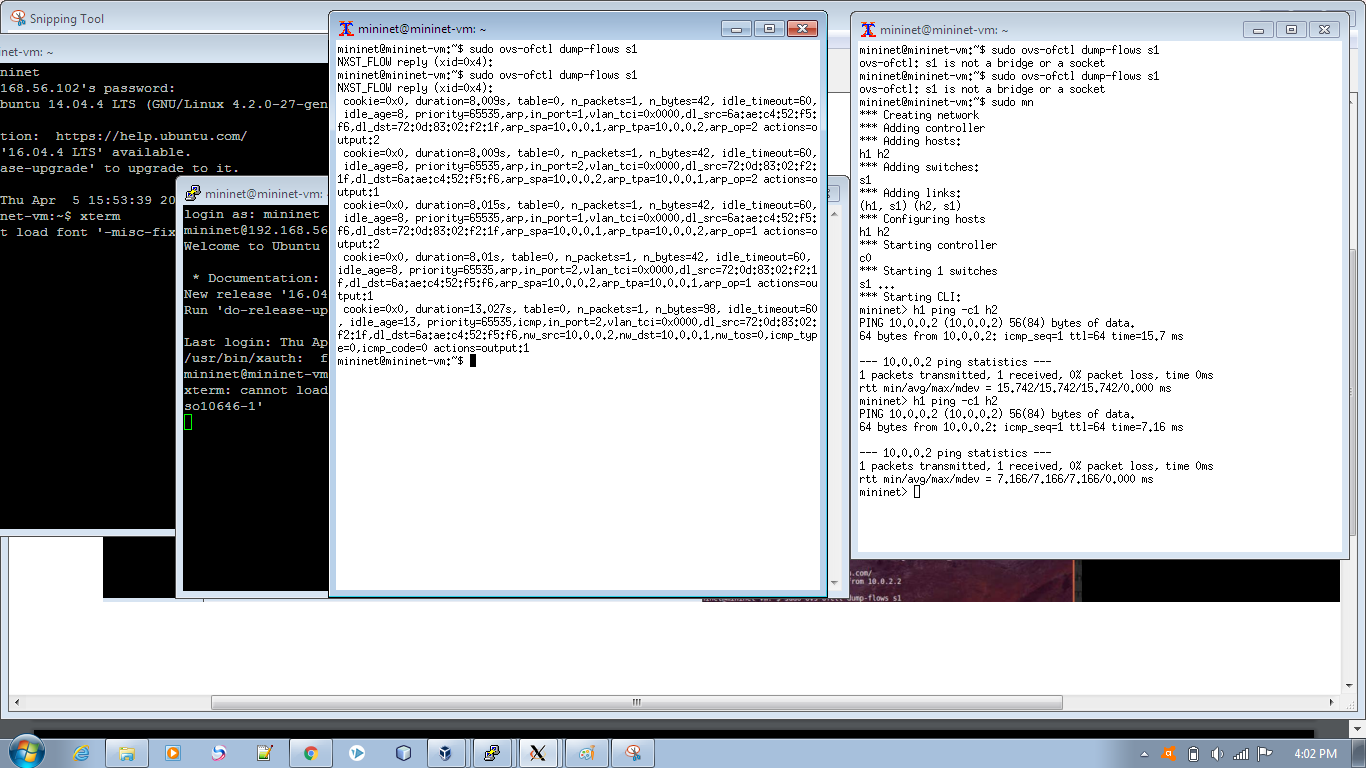 Snipping Tool
net-vm: ~
ninet
168.56.102's password:
buntu 14.04.4 LTS (GNU/Linux 4.2.0-27-gen
tion:  https://help.ubuntu.com/
'16.04.4 LTS' available.
ase-upgrade' to upgrade to it.
Thu Apr  5 15:53:39 20
net-vm:~$ xterm
t load font '-misc-fix
mininet@mininet-vm: ~
login as: mininet
mininet@192.168.56
Welcome to Ubuntu
 * Documentation:
New release '16.04
Run 'do-release-up
Last login: Thu Ap
/usr/bin/xauth:  f
mininet@mininet-vm
xterm: cannot load
so10646-1'
mininet@mininet-vm: ~
mininet@mininet-vm:~$ sudo ovs-ofctl dump-flows s1
NXST_FLOW reply (xid=0x4):
mininet@mininet-vm:~$ sudo ovs-ofctl dump-flows s1
NXST_FLOW reply (xid=0x4):
 cookie=0x0, duration=8.009s, table=0, n_packets=1, n_bytes=42, idle_timeout=60,
 idle_age=8, priority=65535,arp,in_port=1,vlan_tci=0x0000,dl_src=6a:ae:c4:52:f5:
f6,dl_dst=72:0d:83:02:f2:1f,arp_spa=10.0.0.1,arp_tpa=10.0.0.2,arp_op=2 actions=o
utput:2
 cookie=0x0, duration=8.009s, table=0, n_packets=1, n_bytes=42, idle_timeout=60,
 idle_age=8, priority=65535,arp,in_port=2,vlan_tci=0x0000,dl_src=72:0d:83:02:f2:
1f,dl_dst=6a:ae:c4:52:f5:f6,arp_spa=10.0.0.2,arp_tpa=10.0.0.1,arp_op=2 actions=o
utput:1
 cookie=0x0, duration=8.015s, table=0, n_packets=1, n_bytes=42, idle_timeout=60,
 idle_age=8, priority=65535,arp,in_port=1,vlan_tci=0x0000,dl_src=6a:ae:c4:52:f5:
f6,dl_dst=72:0d:83:02:f2:1f,arp_spa=10.0.0.1,arp_tpa=10.0.0.2,arp_op=1 actions=o
utput:2
 cookie=0x0, duration=8.01s, table=0, n_packets=1, n_bytes=42, idle_timeout=60,
idle_age=8, priority=65535,arp,in_port=2,vlan_tci=0x0000,dl_src=72:0d:83:02:f2:1
f,dl_dst=6a:ae:c4:52:f5:f6,arp_spa=10.0.0.2,arp_tpa=10.0.0.1,arp_op=1 actions=ou
tput:1
 cookie=0x0, duration=13.027s, table=0, n_packets=1, n_bytes=98, idle_timeout=60
, idle_age=13, priority=65535,icmp,in_port=2,vlan_tci=0x0000,dl_src=72:0d:83:02:
f2:1f,dl_dst=6a:ae:c4:52:f5:f6,nw_src=10.0.0.2,nw_dst=10.0.0.1,nw_tos=0,icmp_typ
e=0,icmp_code=0 actions=output:1
mininet@mininet-vm:~$
mininet@mininet-vm: ~
mininet@mininet-vm:~$ sudo ovs-ofctl dump-flows s1
ovs-ofctl: s1 is not a bridge or a socket
mininet@mininet-vm:~$ sudo ovs-ofctl dump-flows s1
ovs-ofctl: s1 is not a bridge or a socket
mininet@mininet-vm:~$ sudo mn
*** Creating network
*** Adding controller
*** Adding hosts:
h1 h2
*** Adding switches:
s1
*** Adding links:
(h1, s1) (h2, s1)
*** Configuring hosts
h1 h2
*** Starting controller
c0
*** Starting 1 switches
s1 ...
*** Starting CLI:
mininet> h1 ping -c1 h2
PING 10.0.0.2 (10.0.0.2) 56(84) bytes of data.
64 bytes from 10.0.0.2: icmp_seq=1 ttl=64 time=15.7 ms
--- 10.0.0.2 ping statistics ---
1 packets transmitted, 1 received, 0% packet loss, time 0ms
rtt min/avg/max/mdev = 15.742/15.742/15.742/0.000 ms
mininet> h1 ping -c1 h2
PING 10.0.0.2 (10.0.0.2) 56(84) bytes of data.
64 bytes from 10.0.0.2: icmp_seq=1 ttl=64 time=7.16 ms
--- 10.0.0.2 ping statistics ---
1 packets transmitted, 1 received, 0% packet loss, time 0ms
rtt min/avg/max/mdev = 7.166/7.166/7.166/0.000 ms
mininet>
.com/
from 10.0.2.2
dump-flows s1
4:02 PM